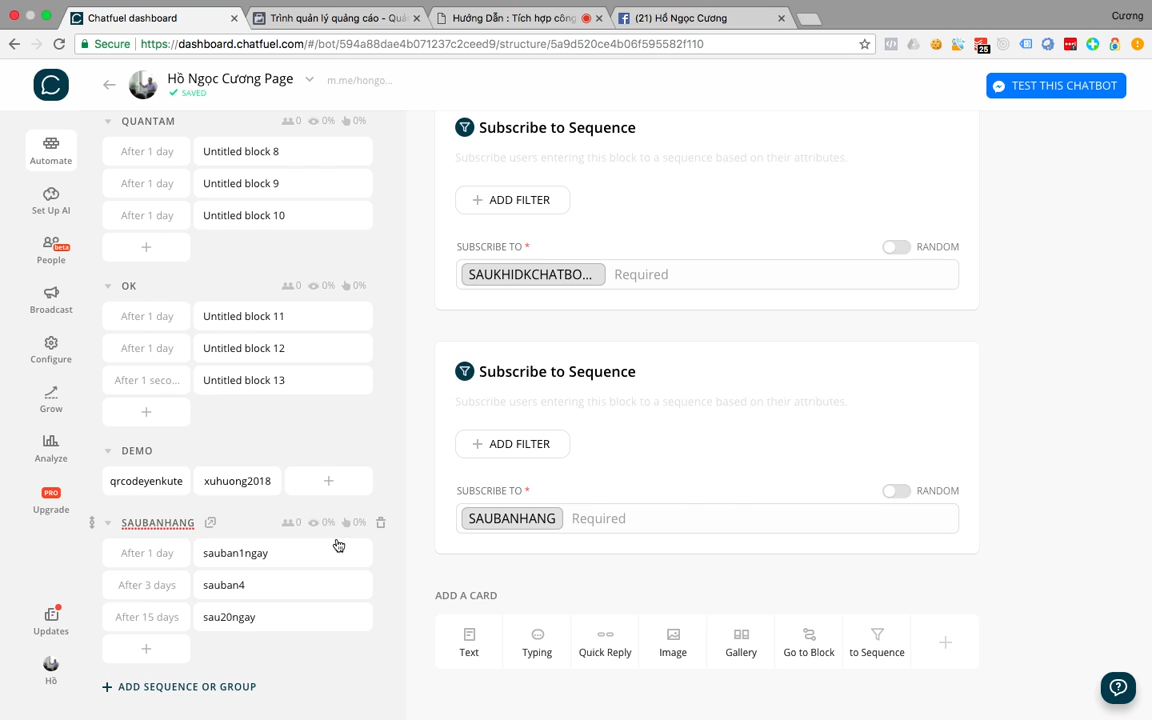 Chatfuel dashboard
Trình quản lý quảng cáo - Quả
Hướng Dẫn : Tích hợp công
(21) Hồ Ngọc Cương
Cương
Secure
https://dashboard.chatfuel.com/#/bot/594a88dae4b071237c2ceed9/structure/5a9d520ce4b06f595582f110
25
Hồ Ngọc Cương Page
m.me/hongo...
SAVED
TEST THIS CHATBOT
Automate
Set Up AI
People
beta
Broadcast
Configure
Grow
Analyze
PRO
Upgrade
Updates
Hồ
QUANTAM
0 0% 0%
After 1 day
Untitled block 8
After 1 day
Untitled block 9
After 1 day
Untitled block 10
OK
0 0% 0%
After 1 day
Untitled block 11
After 1 day
Untitled block 12
After 1 seco...
Untitled block 13
DEMO
qrcodeyenkute
xuhuong2018
SAUBANHANG
0 0% 0%
After 1 day
sauban1ngay
After 3 days
sauban4
After 15 days
sau20ngay
ADD SEQUENCE OR GROUP
Subscribe to Sequence
Subscribe users entering this block to a sequence based on their attributes.
ADD FILTER
SUBSCRIBE TO *
RANDOM
SAUKHIDKCHATBO...
Required
Subscribe to Sequence
Subscribe users entering this block to a sequence based on their attributes.
ADD FILTER
SUBSCRIBE TO *
RANDOM
SAUBANHANG
Required
ADD A CARD
Text
Typing
Quick Reply
Image
Gallery
Go to Block
to Sequence